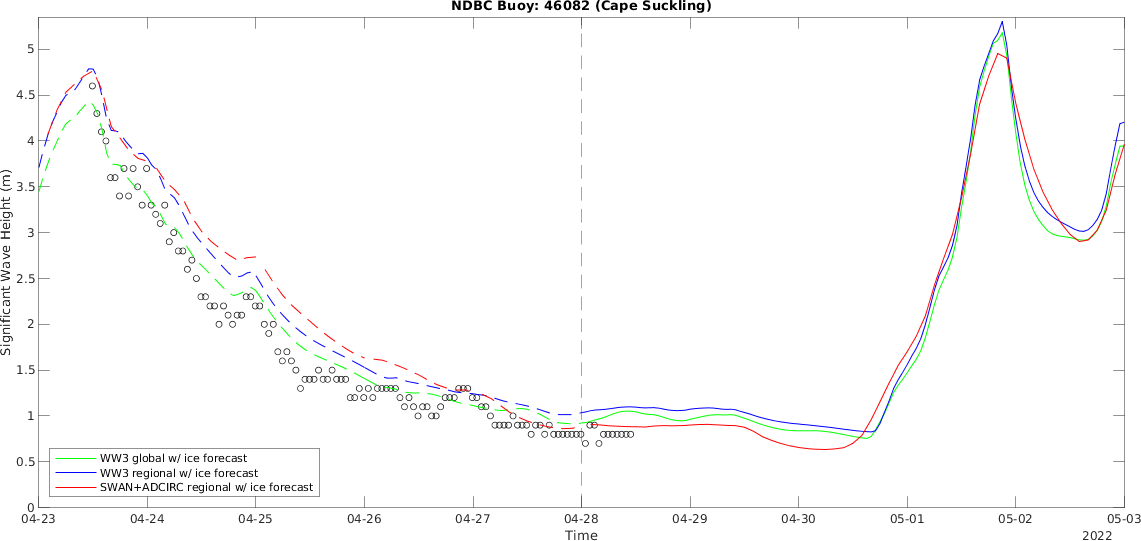 NDBC Buoy: 46082 (Cape Suckling)
Significant Wave Height (m)
5
4.5
4
3.5
3
2.5
2
1.5
1
0.5
0
WW3 global w/ ice forecast
WW3 regional w/ ice forecast
SWAN+ADCIRC regional w/ ice forecast
04-23 04-24 04-25 04-26 04-27 04-28 04-29 04-30 05-01 05-02 05-03
Time
2022